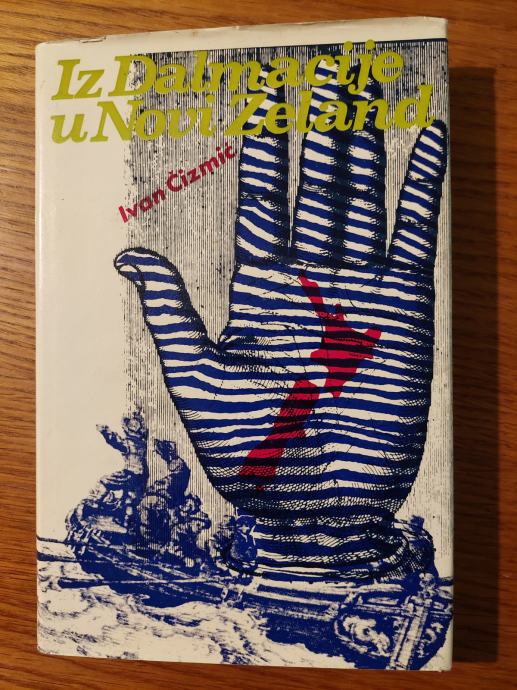 Iz Dalmacije
u Novi Zeland
Ivan Čizmić